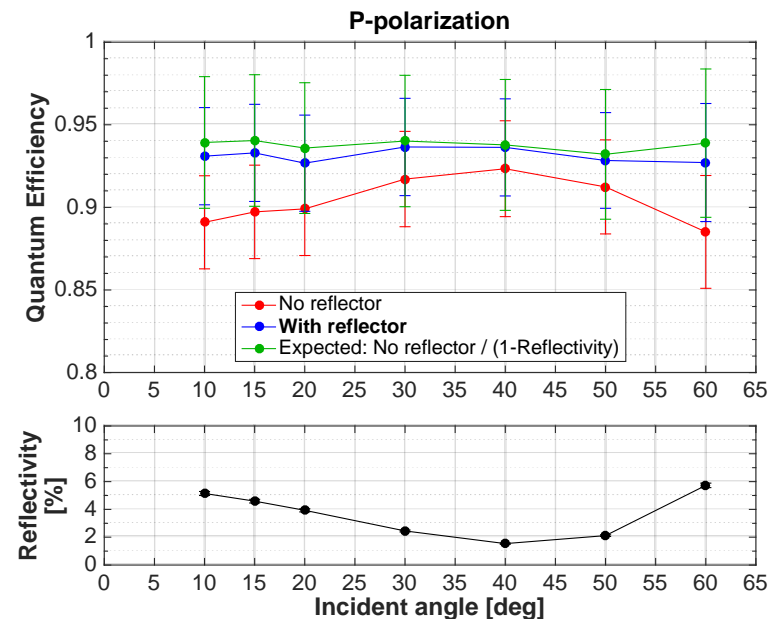 P-polarization
1
0.95
0.9
0.85
0.8
Quantum Efficiency
No reflector
With reflector
Expected: No reflector / (1-Reflectivity)
0 5 10 15 20 25 30 35 40 45 50 55 60 65
10
8
6
4
2
0
Reflectivity
[%]
0 5 10 15 20 25 30 35 40 45 50 55 60 65
Incident angle [deg]